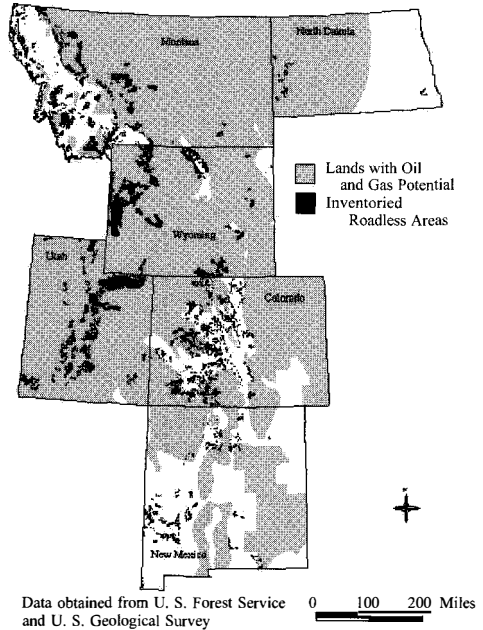 Montana
North Dakota
Lands with Oil
and Gas Potential
Inventoried
Roadless Areas
Wyoming
Utah
Colorado
New Mexico
Data obtained from U. S. Forest Service
and U. S. Geological Survey
0 100 200 Miles